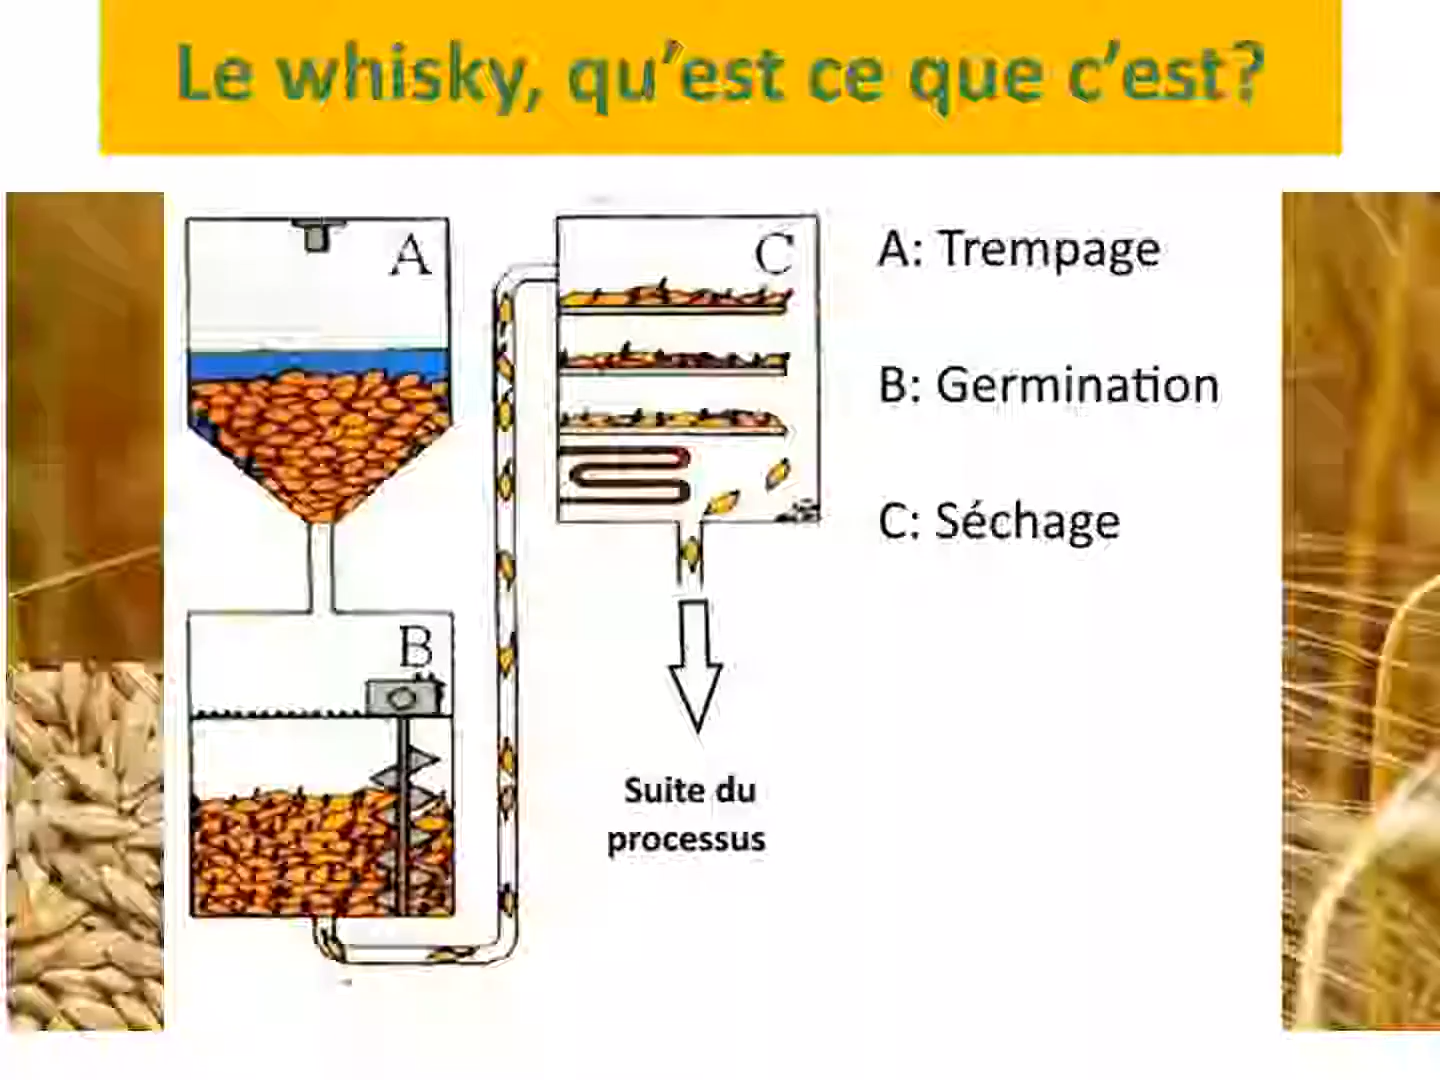 Le whisky, qu’est ce que c’est?
A
C
A: Trempage
B: Germination
C: Séchage
B
Suite du
processus